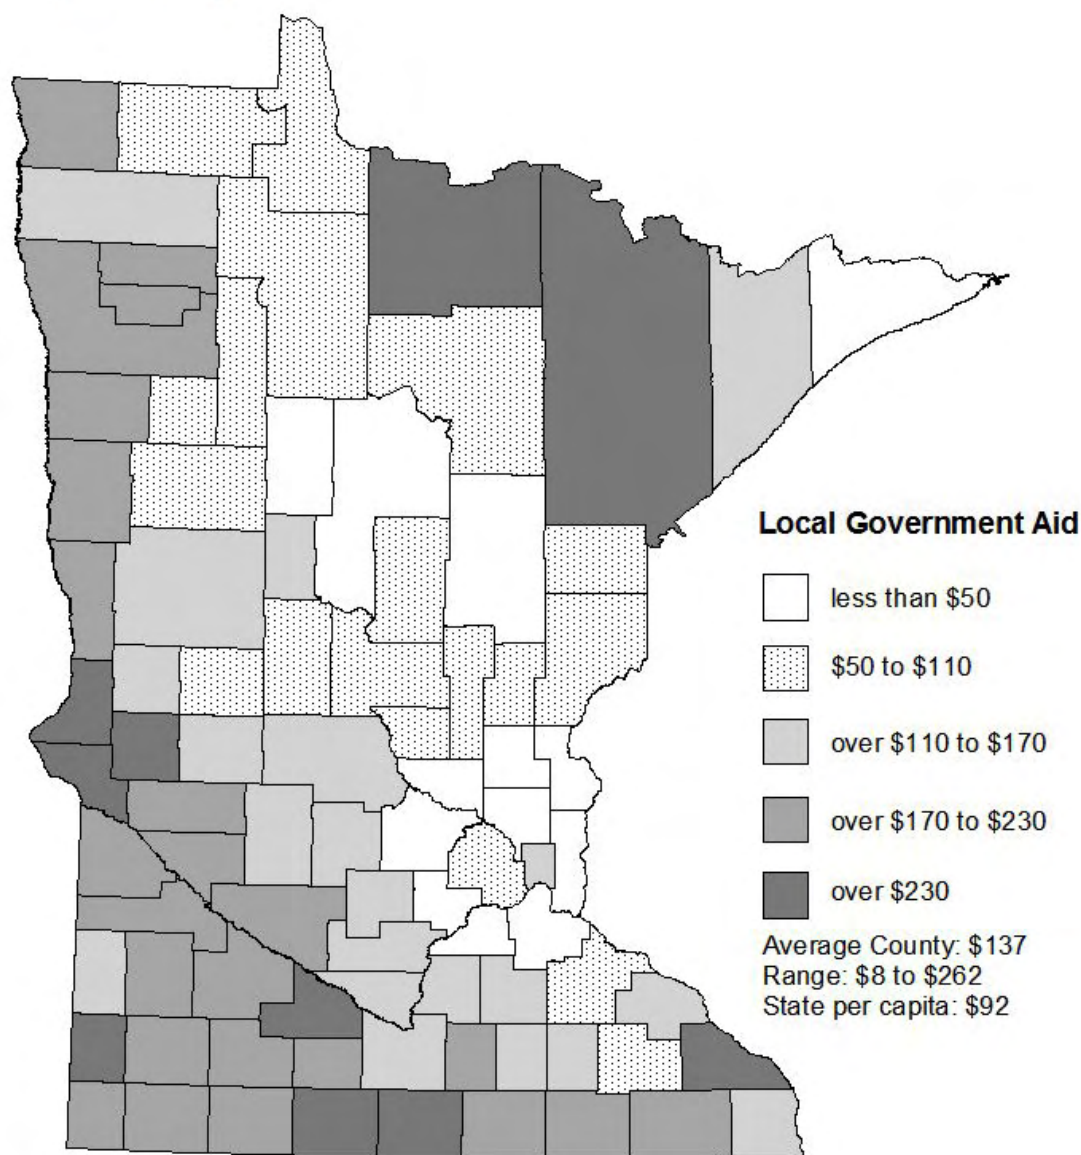 Local Government Aid
less than $50
$50 to $110
over $110 to $170
over $170 to $230
over $230
Average County: $137
Range: $8 to $262
State per capita: $92